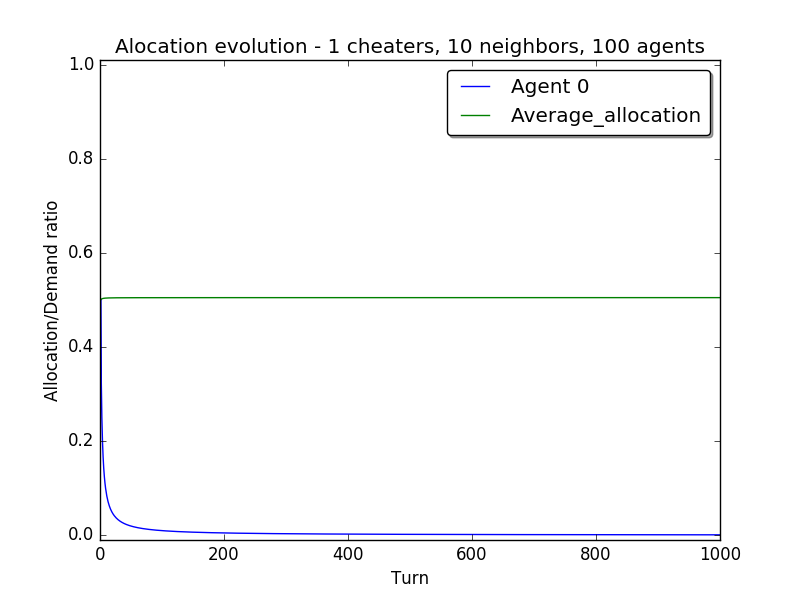 Alocation evolution - 1 cheaters, 10 neighbors, 100 agents
Agent 0
Average_allocation
Allocation/Demand ratio
1.0
0.8
0.6
0.4
0.2
0.0
0 200 400 600 800 1000
Turn